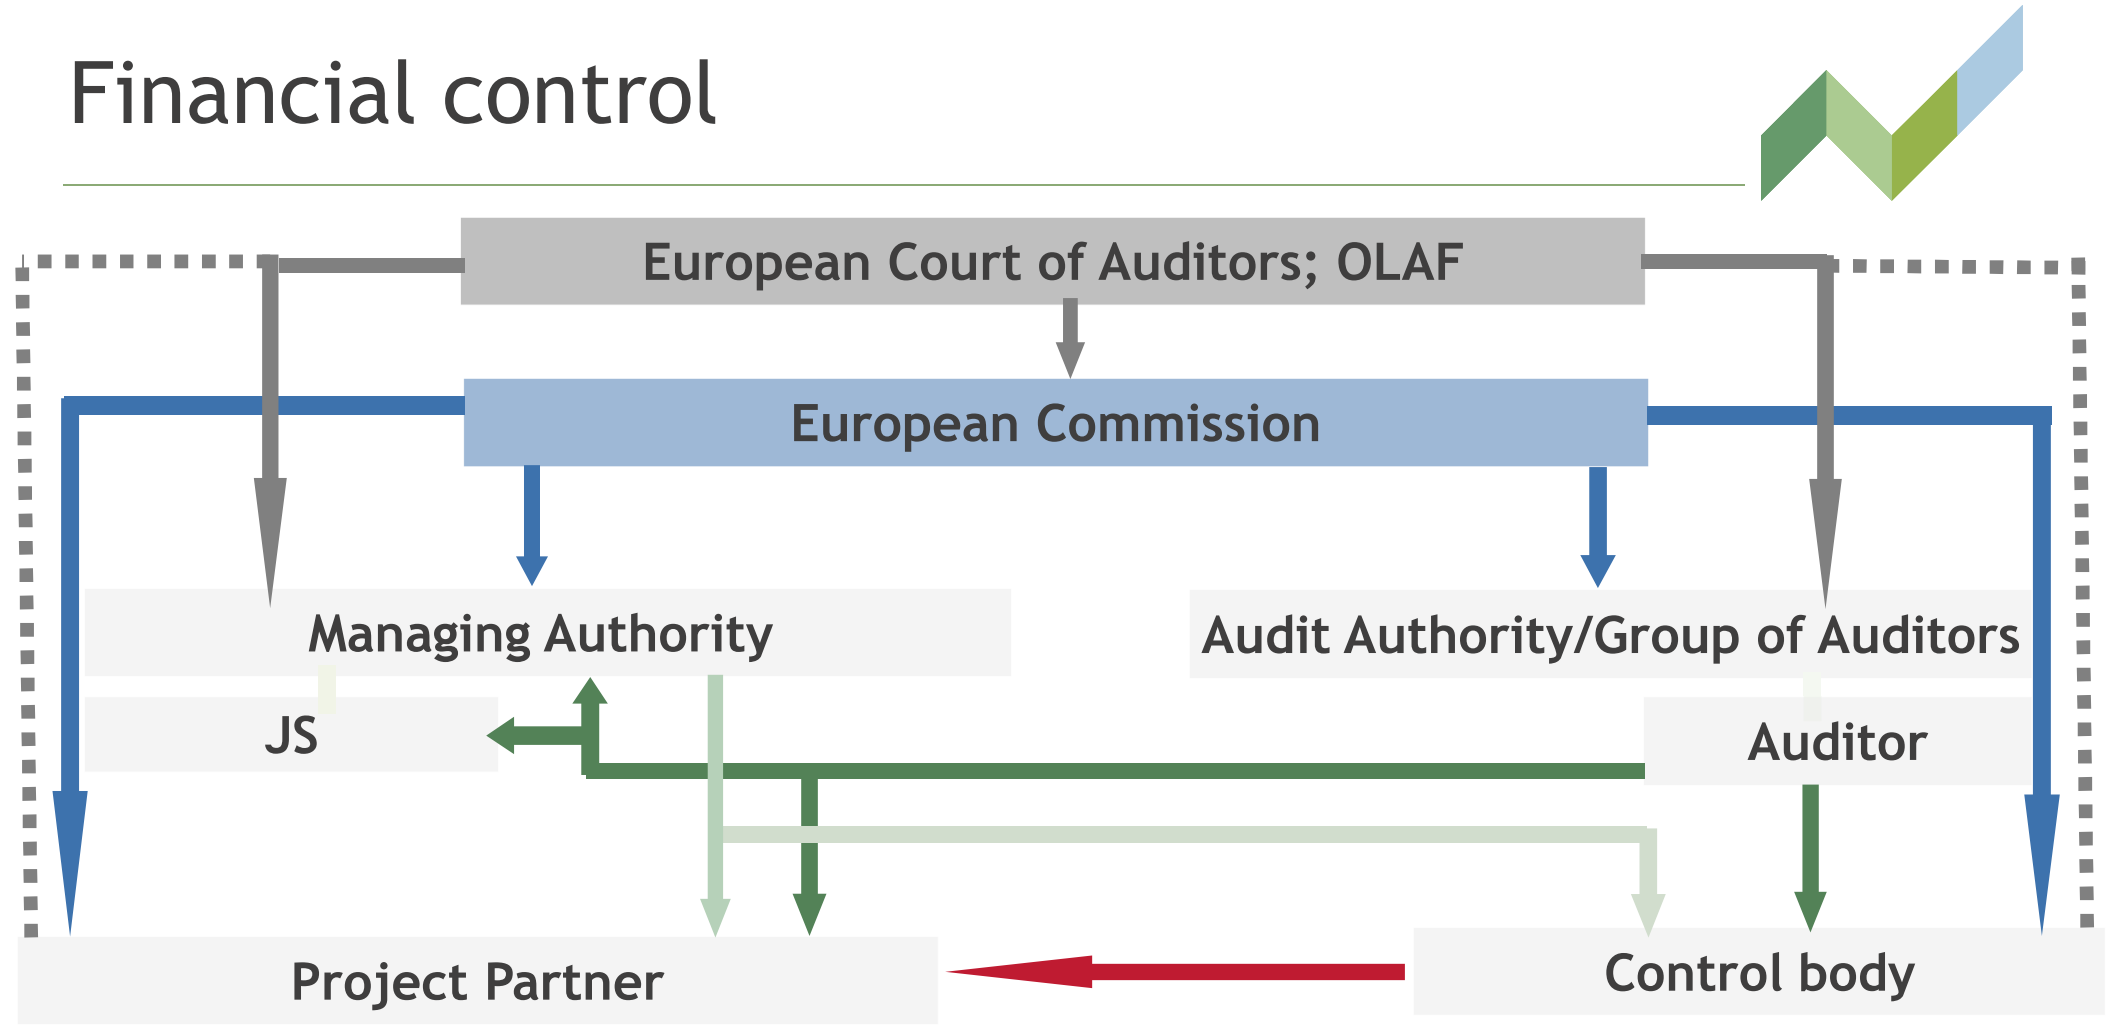 Financial control
European Court of Auditors; OLAF
European Commission
Managing Authority
Audit Authority/Group of Auditors
JS
Auditor
Project Partner
Control body